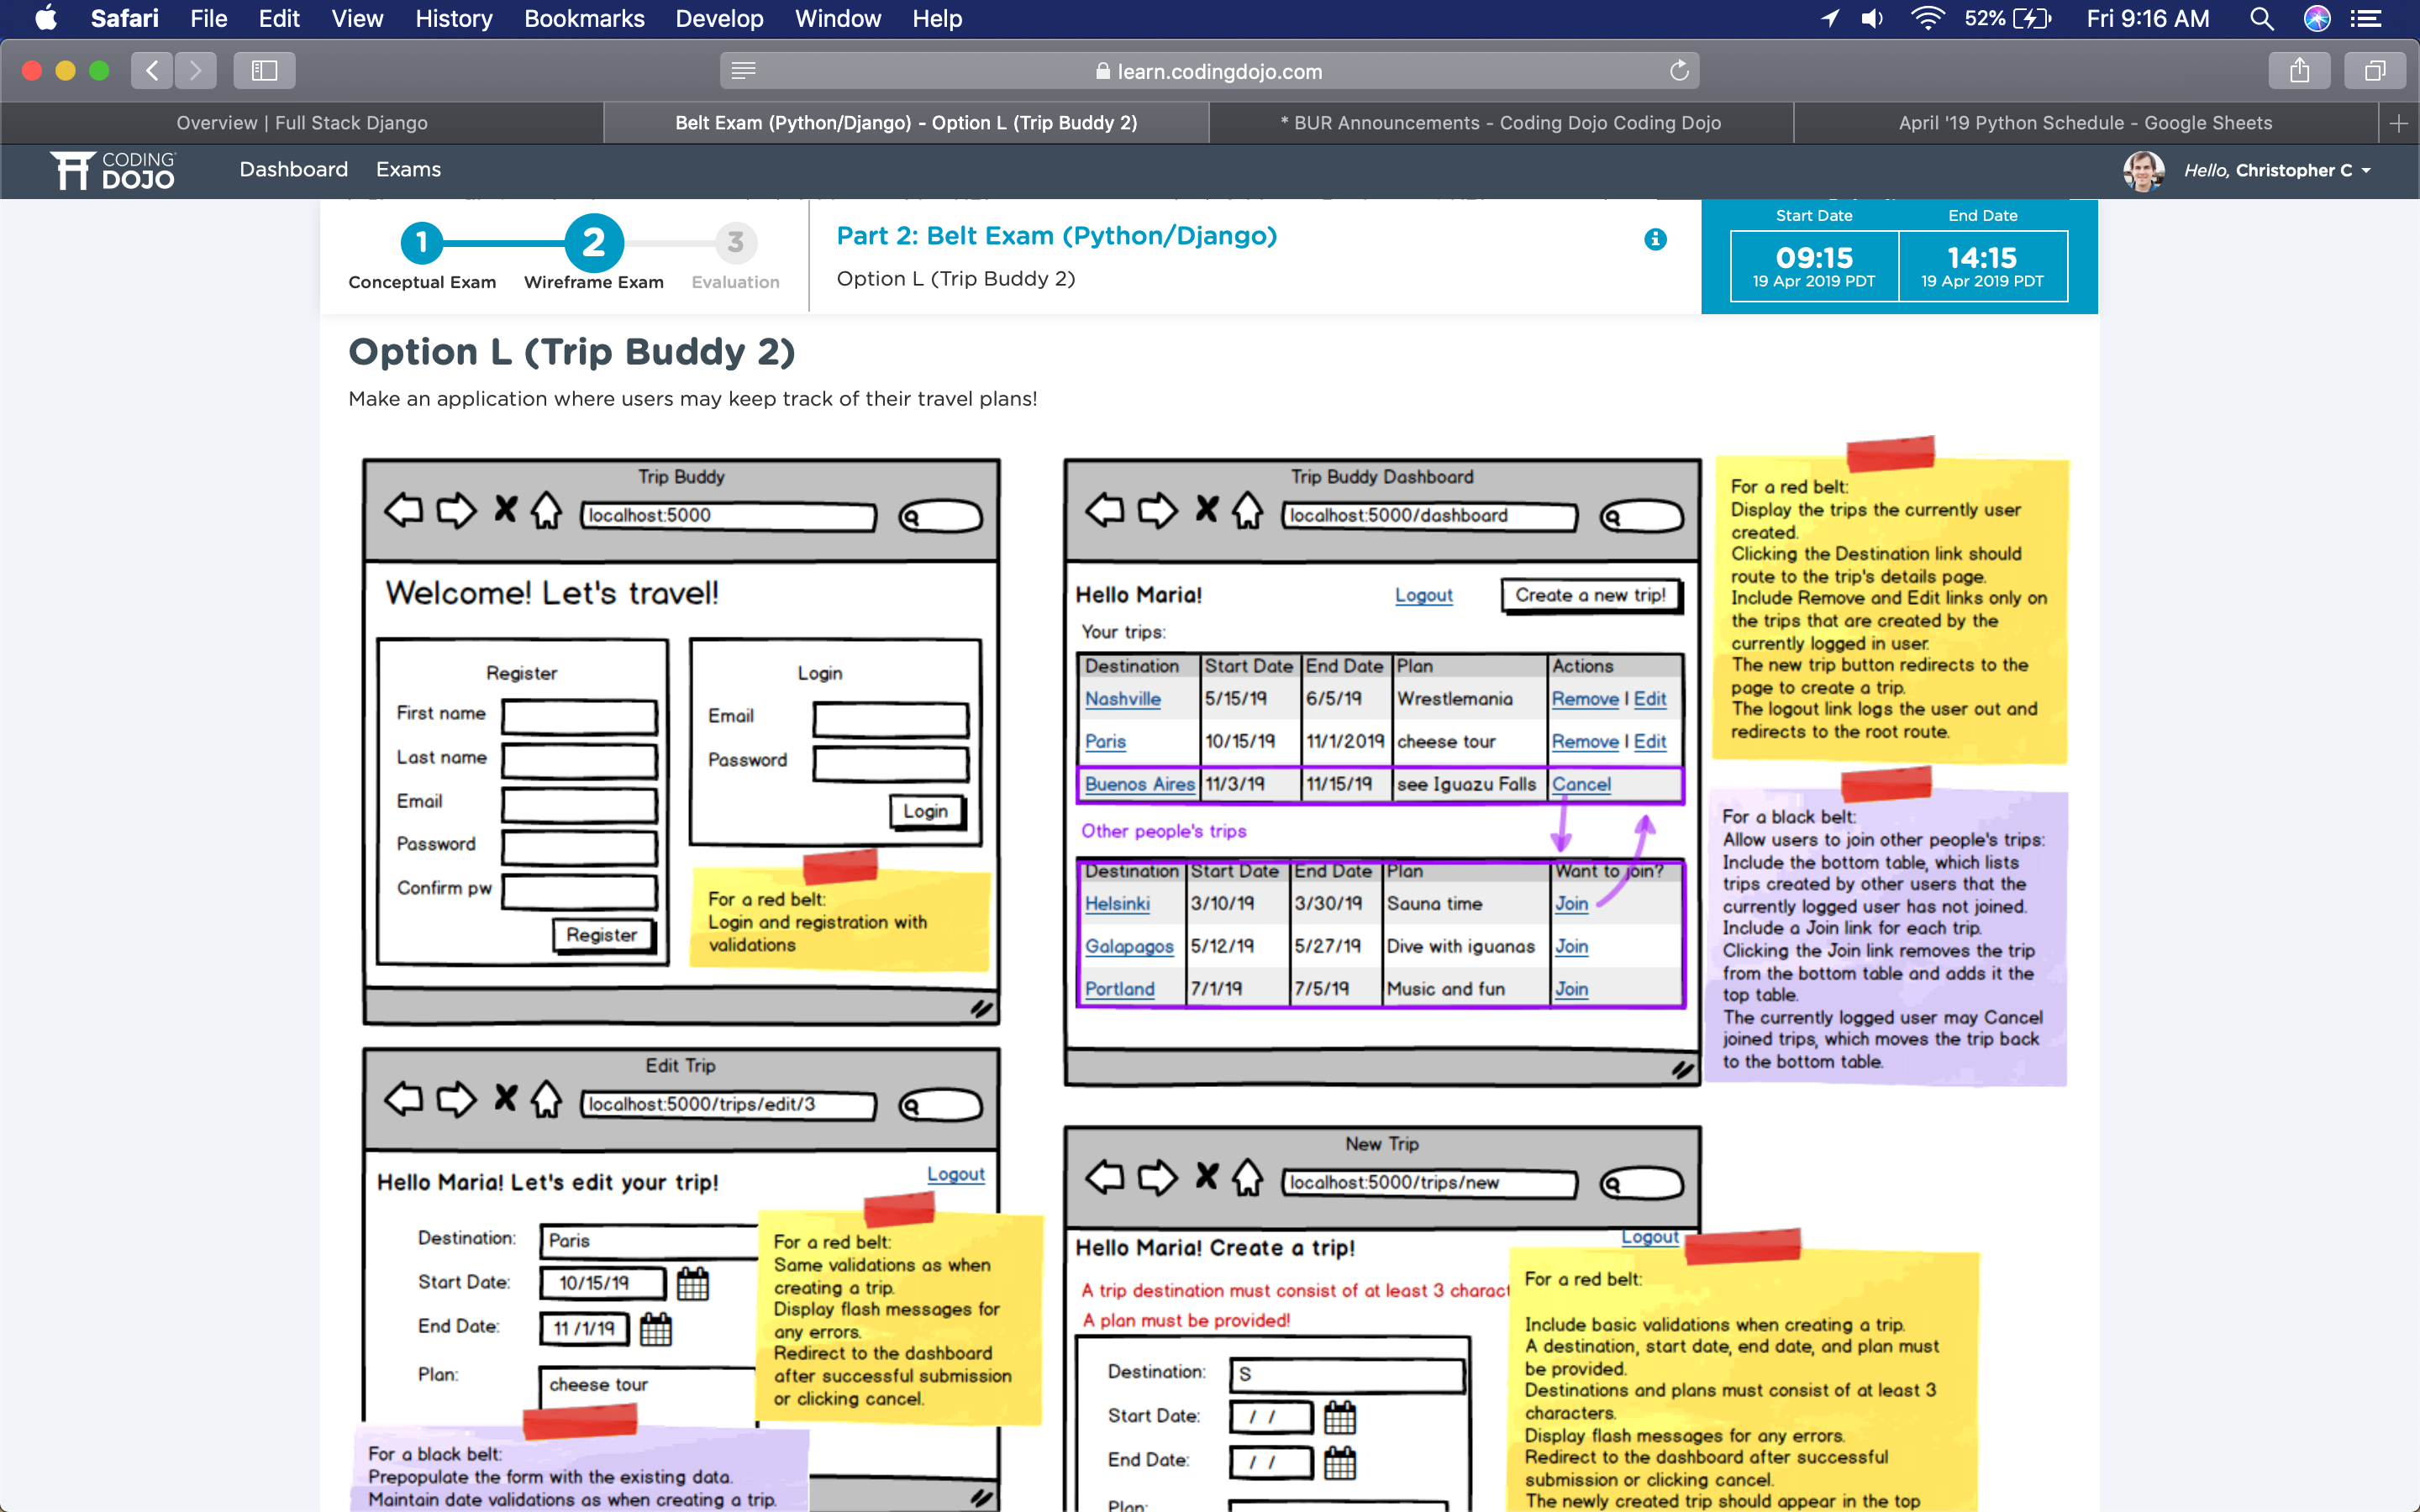 Safari File Edit View History Bookmarks Develop Window Help 52% Fri 9:16 AM
learn.codingdojo.com
Overview | Full Stack Django
Belt Exam (Python/Django) - Option L (Trip Buddy 2)
* BUR Announcements - Coding Dojo Coding Dojo
April '19 Python Schedule - Google Sheets
CODING DOJO
Dashboard Exams
Hello, Christopher C
1 2 3
Conceptual Exam Wireframe Exam Evaluation
Part 2: Belt Exam (Python/Django)
Option L (Trip Buddy 2)
Start Date End Date
09:15 14:15
19 Apr 2019 PDT 19 Apr 2019 PDT
Option L (Trip Buddy 2)
Make an application where users may keep track of their travel plans!
Trip Buddy
localhost:5000
Welcome! Let's travel!
Register
First name
Last name
Email
Password
Confirm pw
Register
Login
Email
Password
Login
For a red belt:
Login and registration with
validations
Trip Buddy Dashboard
localhost:5000/dashboard
Hello Maria! Logout Create a new trip!
Your trips:
Destination Start Date End Date Plan Actions
Nashville 5/15/19 6/5/19 Wrestlemania Remove | Edit
Paris 10/15/19 11/1/2019 cheese tour Remove | Edit
Buenos Aires 11/3/19 11/15/19 see Iguazu Falls Cancel
Other people's trips
Destination Start Date End Date Plan Want to join?
Helsinki 3/10/19 3/30/19 Sauna time Join
Galapagos 5/12/19 5/27/19 Dive with iguanas Join
Portland 7/1/19 7/5/19 Music and fun Join
For a red belt:
Display the trips the currently user
created.
Clicking the Destination link should
route to the trip's details page.
Include Remove and Edit links only on
the trips that are created by the
currently logged in user.
The new trip button redirects to the
page to create a trip.
The logout link logs the user out and
redirects to the root route.
For a black belt:
Allow users to join other people's trips:
Include the bottom table, which lists
trips created by other users that the
currently logged user has not joined.
Include a Join link for each trip.
Clicking the Join link removes the trip
from the bottom table and adds it the
top table.
The currently logged user may Cancel
joined trips, which moves the trip back
to the bottom table.
Edit Trip
localhost:5000/trips/edit/3
Logout
Hello Maria! Let's edit your trip!
Destination: Paris
Start Date: 10/15/19
End Date: 11/1/19
Plan: cheese tour
For a red belt:
Same validations as when
creating a trip.
Display flash messages for
any errors.
Redirect to the dashboard
after successful submission
or clicking cancel.
For a black belt:
Prepopulate the form with the existing data.
Maintain date validations as when creating a trip.
New Trip
localhost:5000/trips/new
Logout
Hello Maria! Create a trip!
A trip destination must consist of at least 3 charact
A plan must be provided!
Destination: S
Start Date: / /
End Date: / /
Plan:
For a red belt:
Include basic validations when creating a trip.
A destination, start date, end date, and plan must
be provided.
Destinations and plans must consist of at least 3
characters.
Display flash messages for any errors.
Redirect to the dashboard after successful
submission or clicking cancel.
The newly created trip should appear in the top